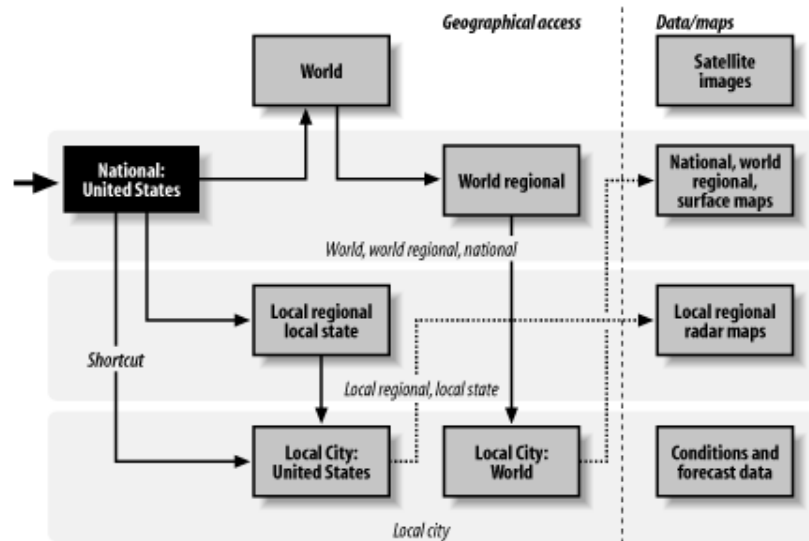 Geographical access
Data/maps
World
Satellite
images
National:
United States
World regional
National, world
regional,
surface maps
World, world regional, national
Local regional
local state
Local regional
radar maps
Shortcut
Local regional, local state
Local City:
United States
Local City:
World
Conditions and
forecast data
Local city